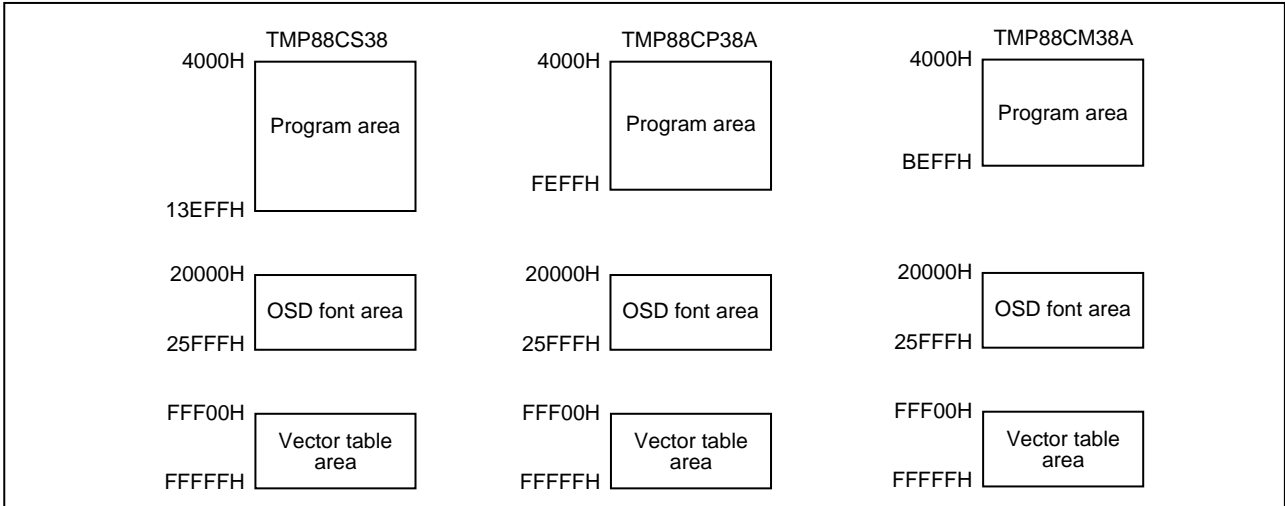 TMP88CS38
4000H
Program area
13EFFH
20000H
OSD font area
25FFFH
FFF00H
Vector table
area
FFFFFH
TMP88CP38A
4000H
Program area
FEFFH
20000H
OSD font area
25FFFH
FFF00H
Vector table
area
FFFFFH
TMP88CM38A
4000H
Program area
BEFFH
20000H
OSD font area
25FFFH
FFF00H
Vector table
area
FFFFFH